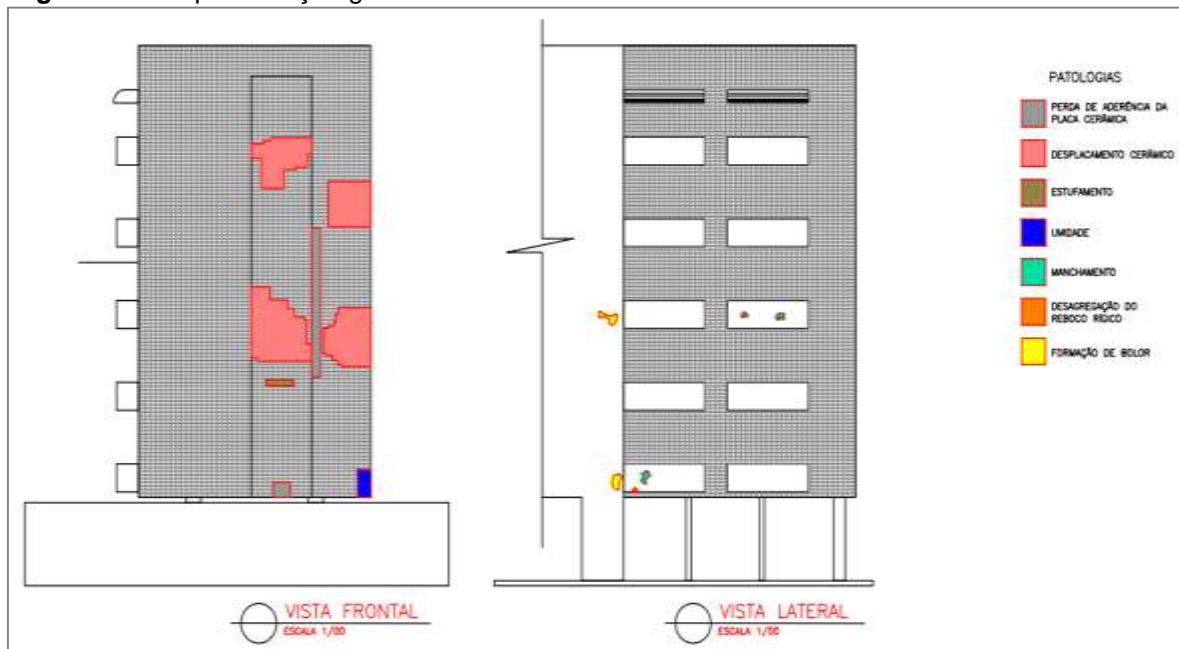 PATOLOGIAS
PERDA DE ADERÊNCIA DA
PLACA CERÂMICA
DESPLACAMENTO CERÂMICO
ESTUFAMENTO
UMIDADE
MANCHAMENTO
DESAGREGAÇÃO DO
REBOCO RÍGICO
FORMAÇÃO DE BOLOR
VISTA FRONTAL
ESCALA 1/00
VISTA LATERAL
ESCALA 1/00